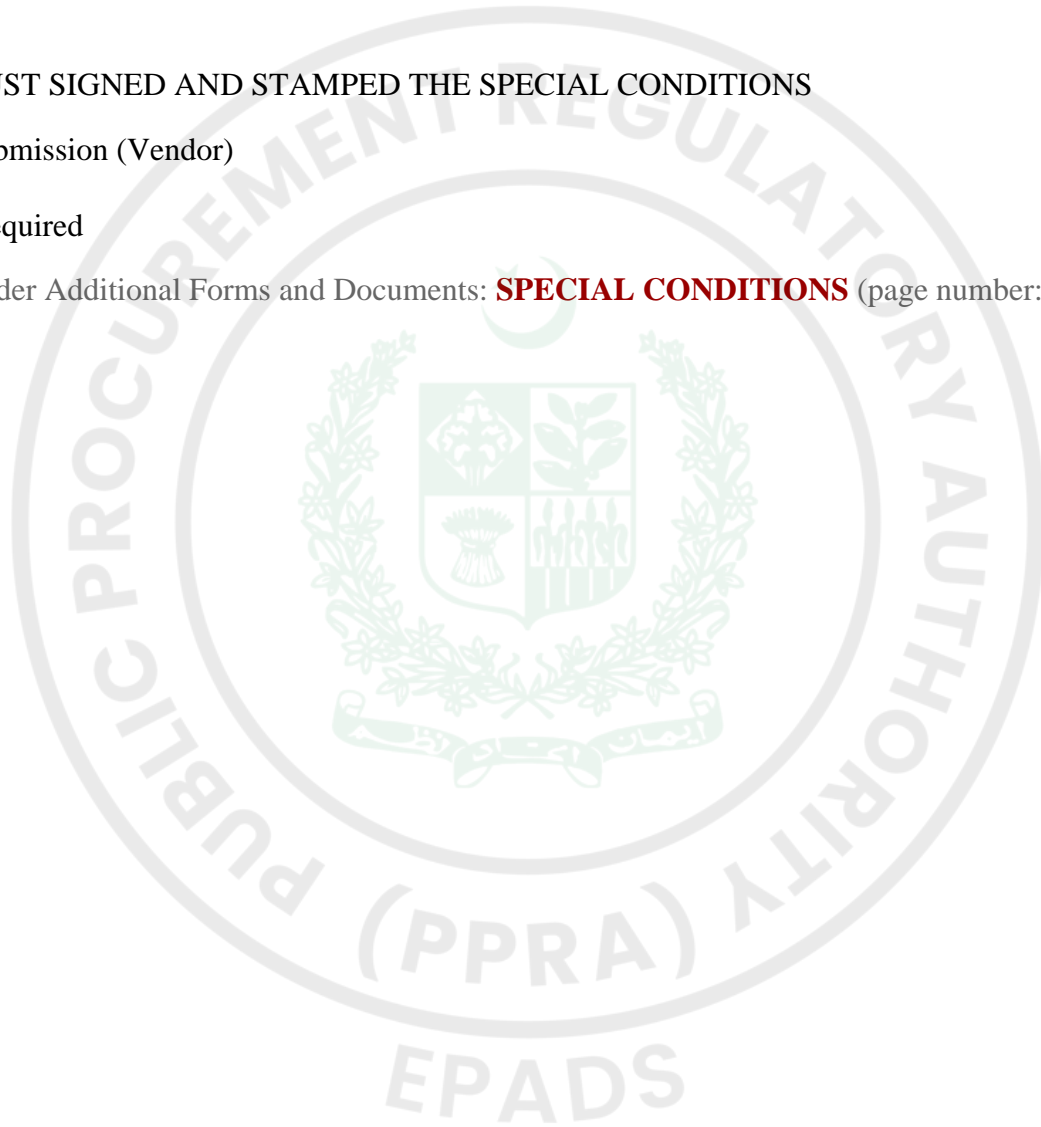 UST SIGNED AND STAMPED THE SPECIAL CONDITIONS
bmission (Vendor)
equired
der Additional Forms and Documents: SPECIAL CONDITIONS (page number:
PUBLIC PROCUREMENT REGULATORY AUTHORITY
(PPRA)
EPADS